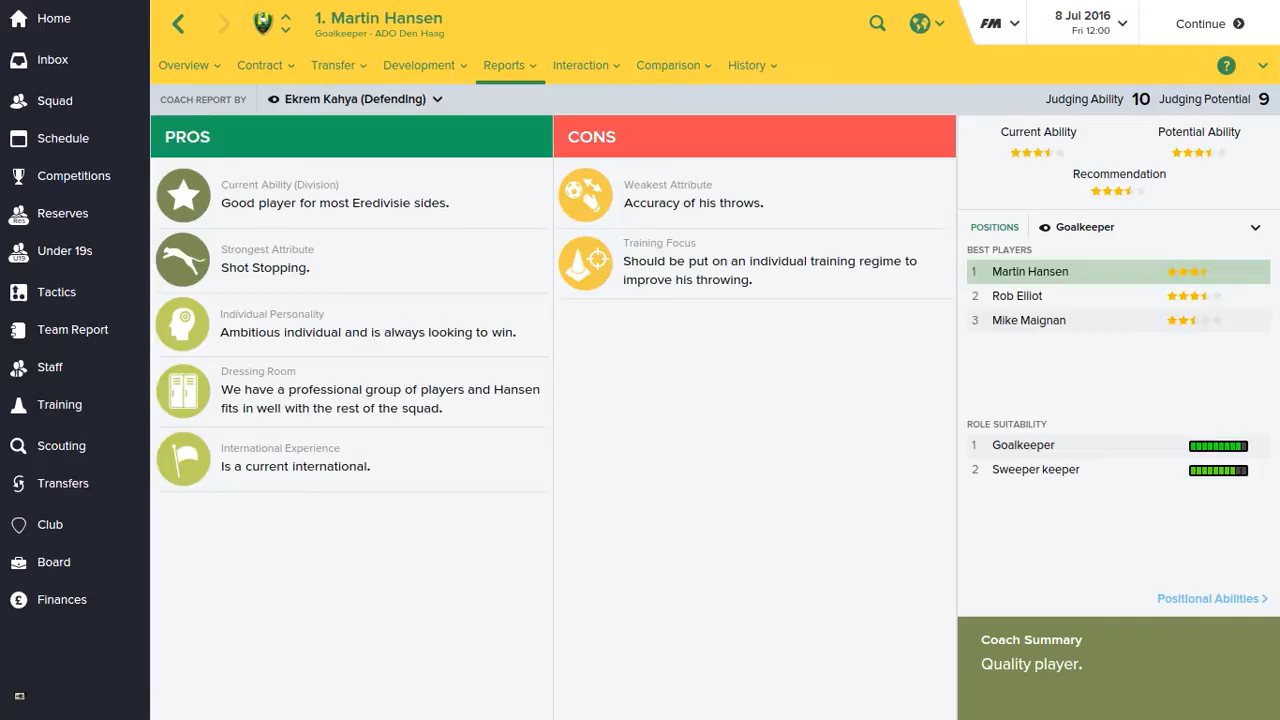 Home
Inbox
Squad
Schedule
Competitions
Reserves
Under 19s
Tactics
Team Report
Staff
Training
Scouting
Transfers
Club
Board
Finances
1. Martin Hansen
Goalkeeper - ADO Den Haag
FM
8 Jul 2016
Fri 12:00
Continue
Overview
Contract
Transfer
Development
Reports
Interaction
Comparison
History
?
COACH REPORT BY
Ekrem Kahya (Defending)
Judging Ability 10 Judging Potential 9
PROS
Current Ability (Division)
Good player for most Eredivisie sides.
Strongest Attribute
Shot Stopping.
Individual Personality
Ambitious individual and is always looking to win.
Dressing Room
We have a professional group of players and Hansen
fits in well with the rest of the squad.
International Experience
Is a current international.
CONS
Weakest Attribute
Accuracy of his throws.
Training Focus
Should be put on an individual training regime to
improve his throwing.
Current Ability
Potential Ability
Recommendation
POSITIONS
Goalkeeper
BEST PLAYERS
1 Martin Hansen
2 Rob Elliot
3 Mike Maignan
ROLE SUITABILITY
1 Goalkeeper
2 Sweeper keeper
Positional Abilities >
Coach Summary
Quality player.